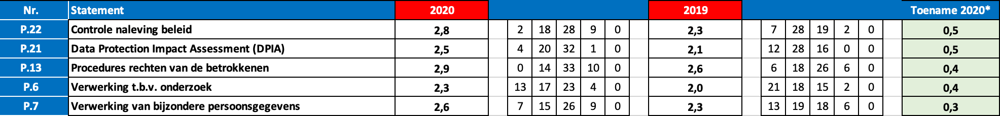 Nr. Statement 2020 2019 Toename 2020*
P.22 Controle naleving beleid 2,8 2 18 28 9 0 2,3 7 28 19 2 0 0,5
P.21 Data Protection Impact Assessment (DPIA) 2,5 4 20 32 1 0 2,1 12 28 16 0 0 0,5
P.13 Procedures rechten van de betrokkenen 2,9 0 14 33 10 0 2,6 6 18 26 6 0 0,4
P.6 Verwerking t.b.v. onderzoek 2,3 13 17 23 4 0 2,0 21 18 15 2 0 0,4
P.7 Verwerking van bijzondere persoonsgegevens 2,6 7 15 26 9 0 2,3 13 19 18 6 0 0,3